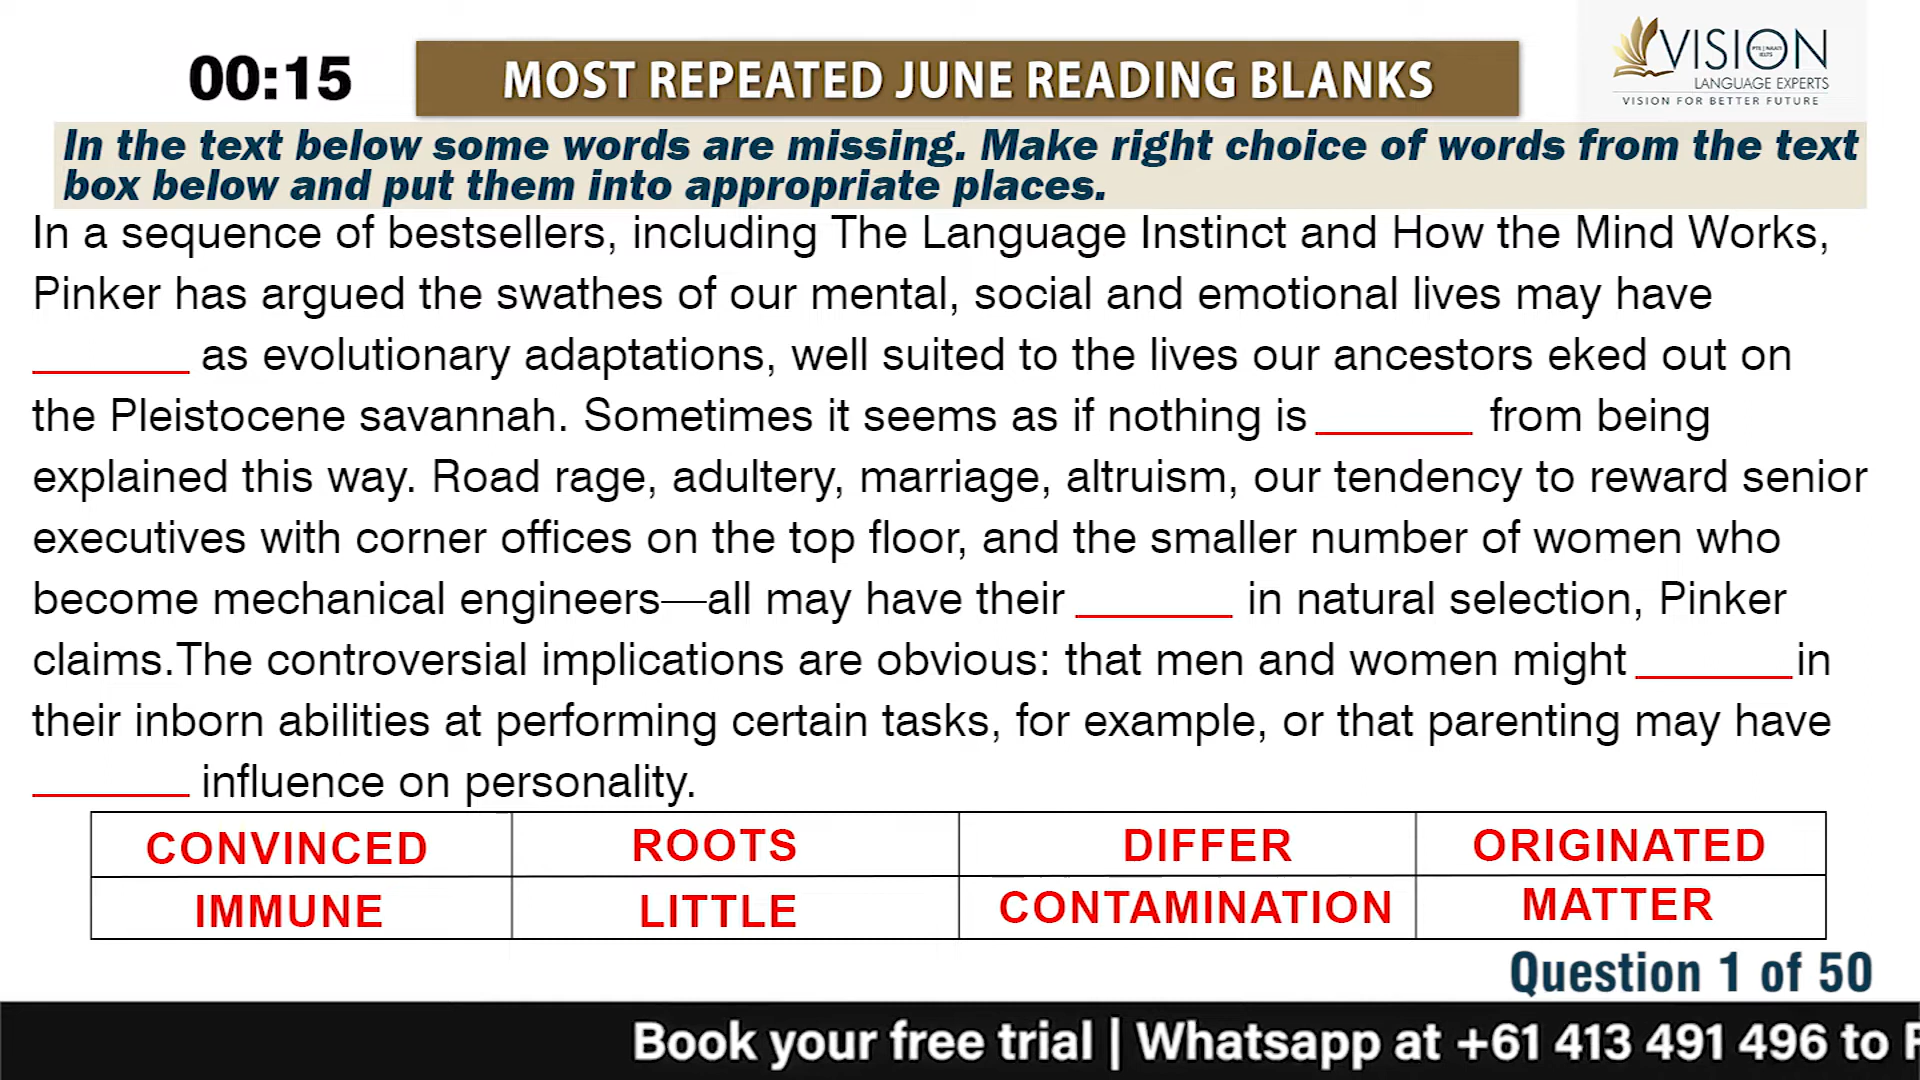 00:15
MOST REPEATED JUNE READING BLANKS
VISION
LANGUAGE EXPERTS
VISION FOR BETTER FUTURE
In the text below some words are missing. Make right choice of words from the text
box below and put them into appropriate places.
In a sequence of bestsellers, including The Language Instinct and How the Mind Works,
Pinker has argued the swathes of our mental, social and emotional lives may have
_______ as evolutionary adaptations, well suited to the lives our ancestors eked out on
the Pleistocene savannah. Sometimes it seems as if nothing is _______ from being
explained this way. Road rage, adultery, marriage, altruism, our tendency to reward senior
executives with corner offices on the top floor, and the smaller number of women who
become mechanical engineers—all may have their _______ in natural selection, Pinker
claims.The controversial implications are obvious: that men and women might _______in
their inborn abilities at performing certain tasks, for example, or that parenting may have
_______ influence on personality.
CONVINCED ROOTS DIFFER ORIGINATED
IMMUNE LITTLE CONTAMINATION MATTER
Question 1 of 50
Book your free trial | Whatsapp at +61 413 491 496 to